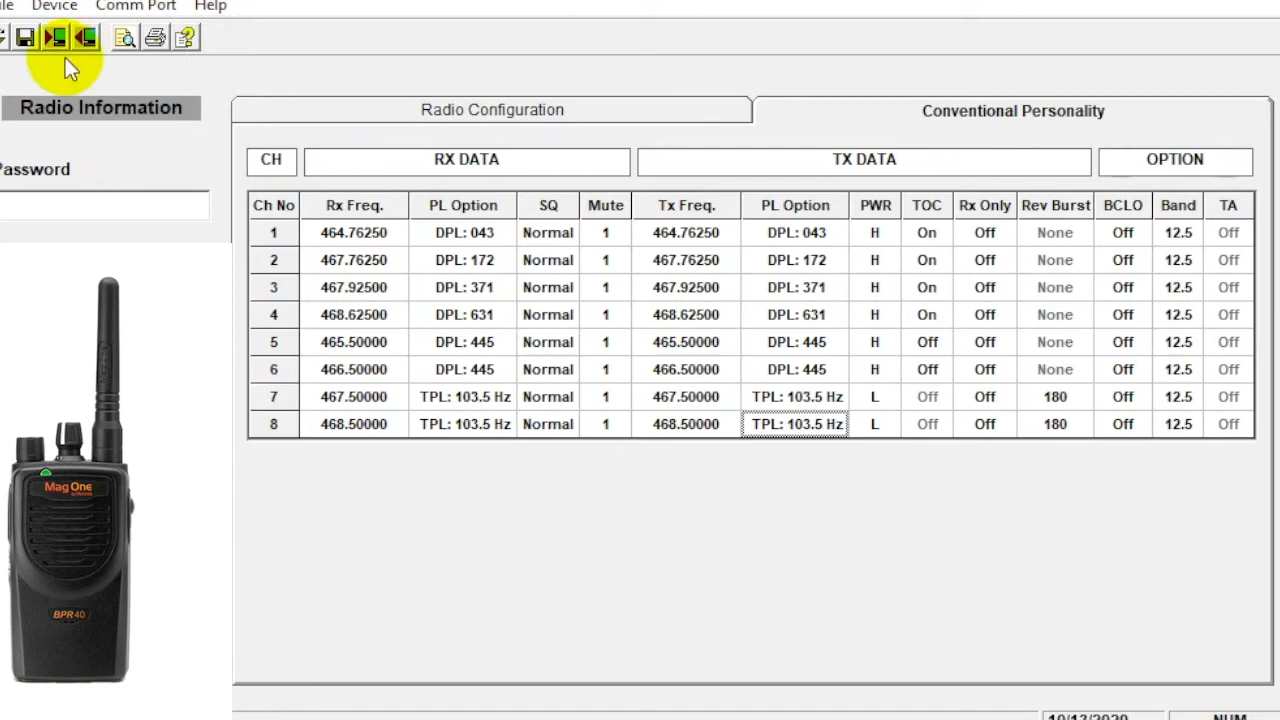 Device Comm Port Help
Radio Information
Password
Radio Configuration
Conventional Personality
CH RX DATA TX DATA OPTION
Ch No Rx Freq. PL Option SQ Mute Tx Freq. PL Option PWR TOC Rx Only Rev Burst BCLO Band TA
1 464.76250 DPL: 043 Normal 1 464.76250 DPL: 043 H On Off None Off 12.5 Off
2 467.76250 DPL: 172 Normal 1 467.76250 DPL: 172 H On Off None Off 12.5 Off
3 467.92500 DPL: 371 Normal 1 467.92500 DPL: 371 H On Off None Off 12.5 Off
4 468.62500 DPL: 631 Normal 1 468.62500 DPL: 631 H On Off None Off 12.5 Off
5 465.50000 DPL: 445 Normal 1 465.50000 DPL: 445 H Off Off None Off 12.5 Off
6 466.50000 DPL: 445 Normal 1 466.50000 DPL: 445 H Off Off None Off 12.5 Off
7 467.50000 TPL: 103.5 Hz Normal 1 467.50000 TPL: 103.5 Hz L Off Off 180 Off 12.5 Off
8 468.50000 TPL: 103.5 Hz Normal 1 468.50000 TPL: 103.5 Hz L Off Off 180 Off 12.5 Off
Mag One
BPR 40
10/13/2020 NUM